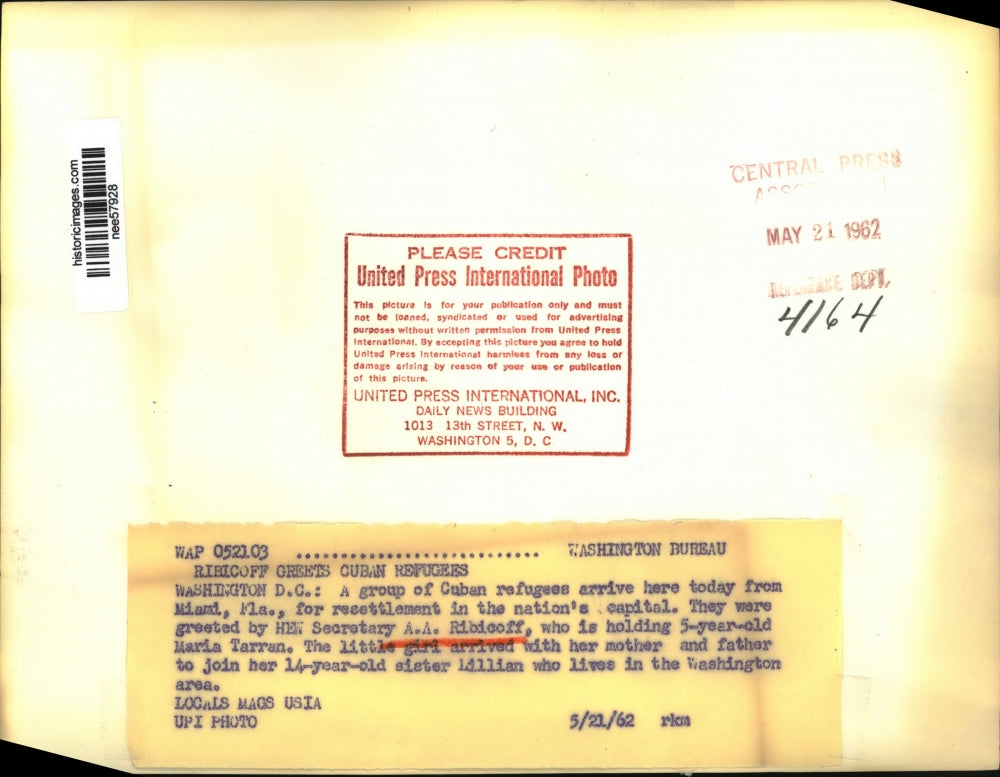 historicimages.com
nee57928
CENTRAL PRESS
MAY 21 1962
DEPT.
4164
PLEASE CREDIT
United Press International Photo
This picture is for your publication only and must
not be loaned, syndicated or used for advertising
purposes without written permission from United Press
International. By accepting this picture you agree to hold
United Press International harmless from any loss or
damage arising by reason of your use or publication
of this picture.
UNITED PRESS INTERNATIONAL, INC.
DAILY NEWS BUILDING
1013 13th STREET, N. W.
WASHINGTON 5, D. C.
WAP 052103 .............................. WASHINGTON BUREAU
RIBICOFF GREETS CUBAN REFUGEES
WASHINGTON D.C.: A group of Cuban refugees arrive here today from
Miami, Fla., for resettlement in the nation's capital. They were
greeted by HEW Secretary A.A. Ribicoff, who is holding 5-year-old
Maria Tarran. The little girl arrived with her mother and father
to join her 14-year-old sister Lillian who lives in the Washington
area.
LOCALS MAGS USIA
UPI PHOTO 5/21/62 rkm